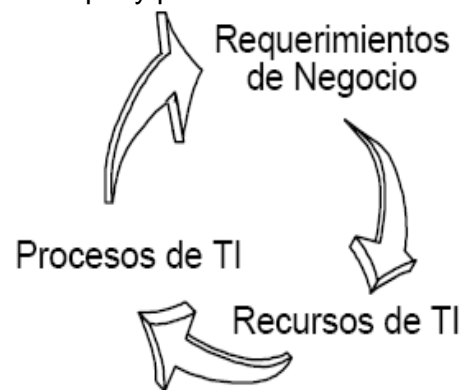 Requerimientos
de Negocio
Procesos de TI
Recursos de TI